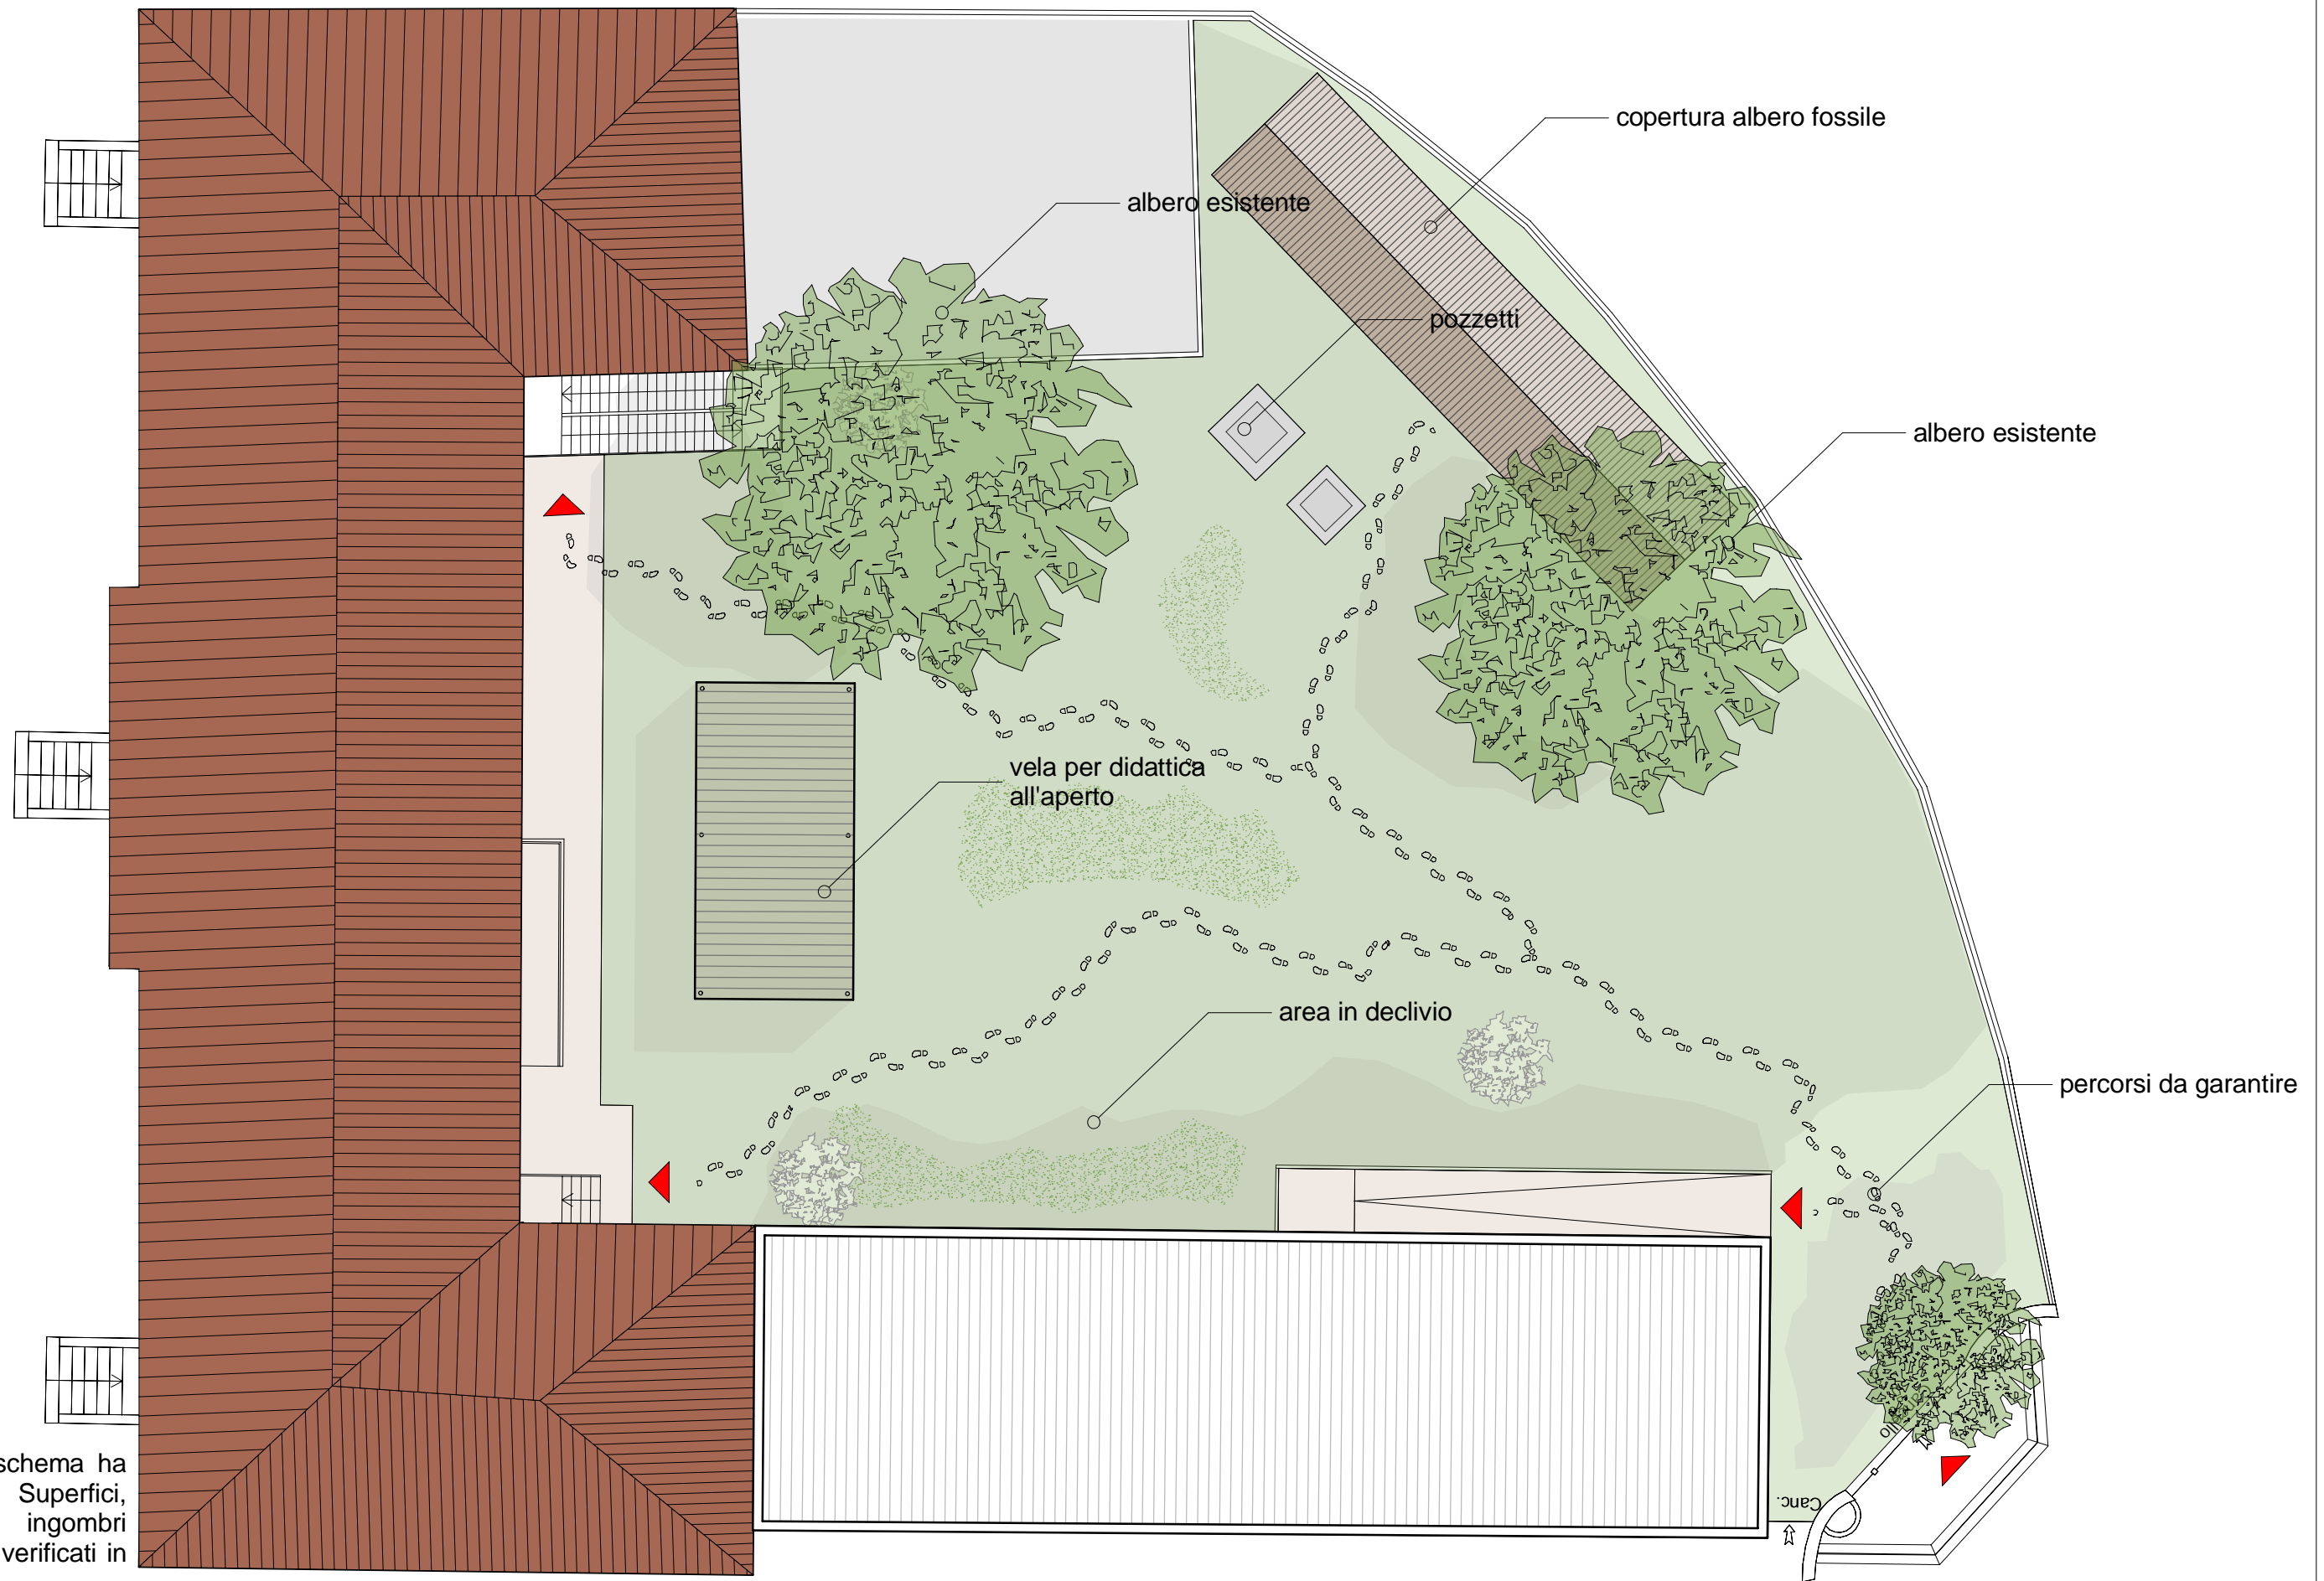 copertura albero fossile
albero esistente
pozzetti
albero esistente
vela per didattica
all'aperto
area in declivio
percorsi da garantire
schema ha
Superfici,
ingombri
verificati in
Canc.